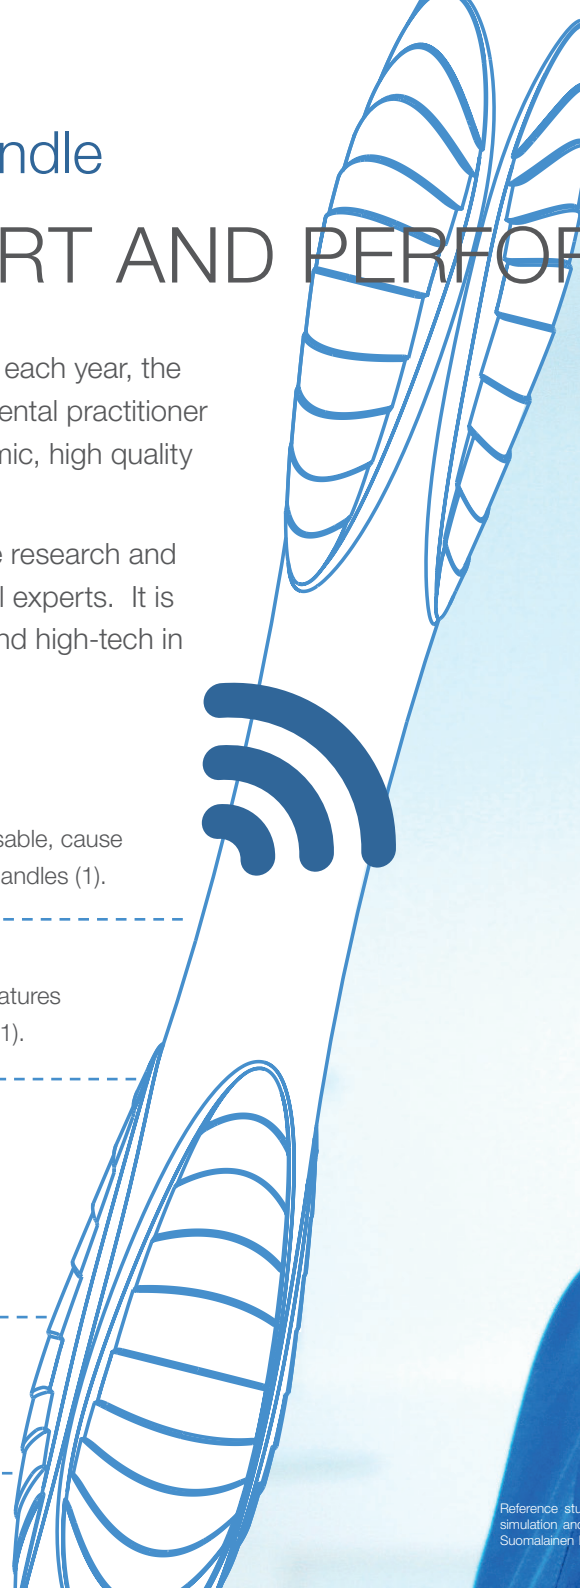 ndle
RT AND PERFOR
each year, the
ental practitioner
mic, high quality
e research and
l experts. It is
nd high-tech in
sable, cause
andles (1).
atures
1).
Reference stu
simulation and
Suomalainen